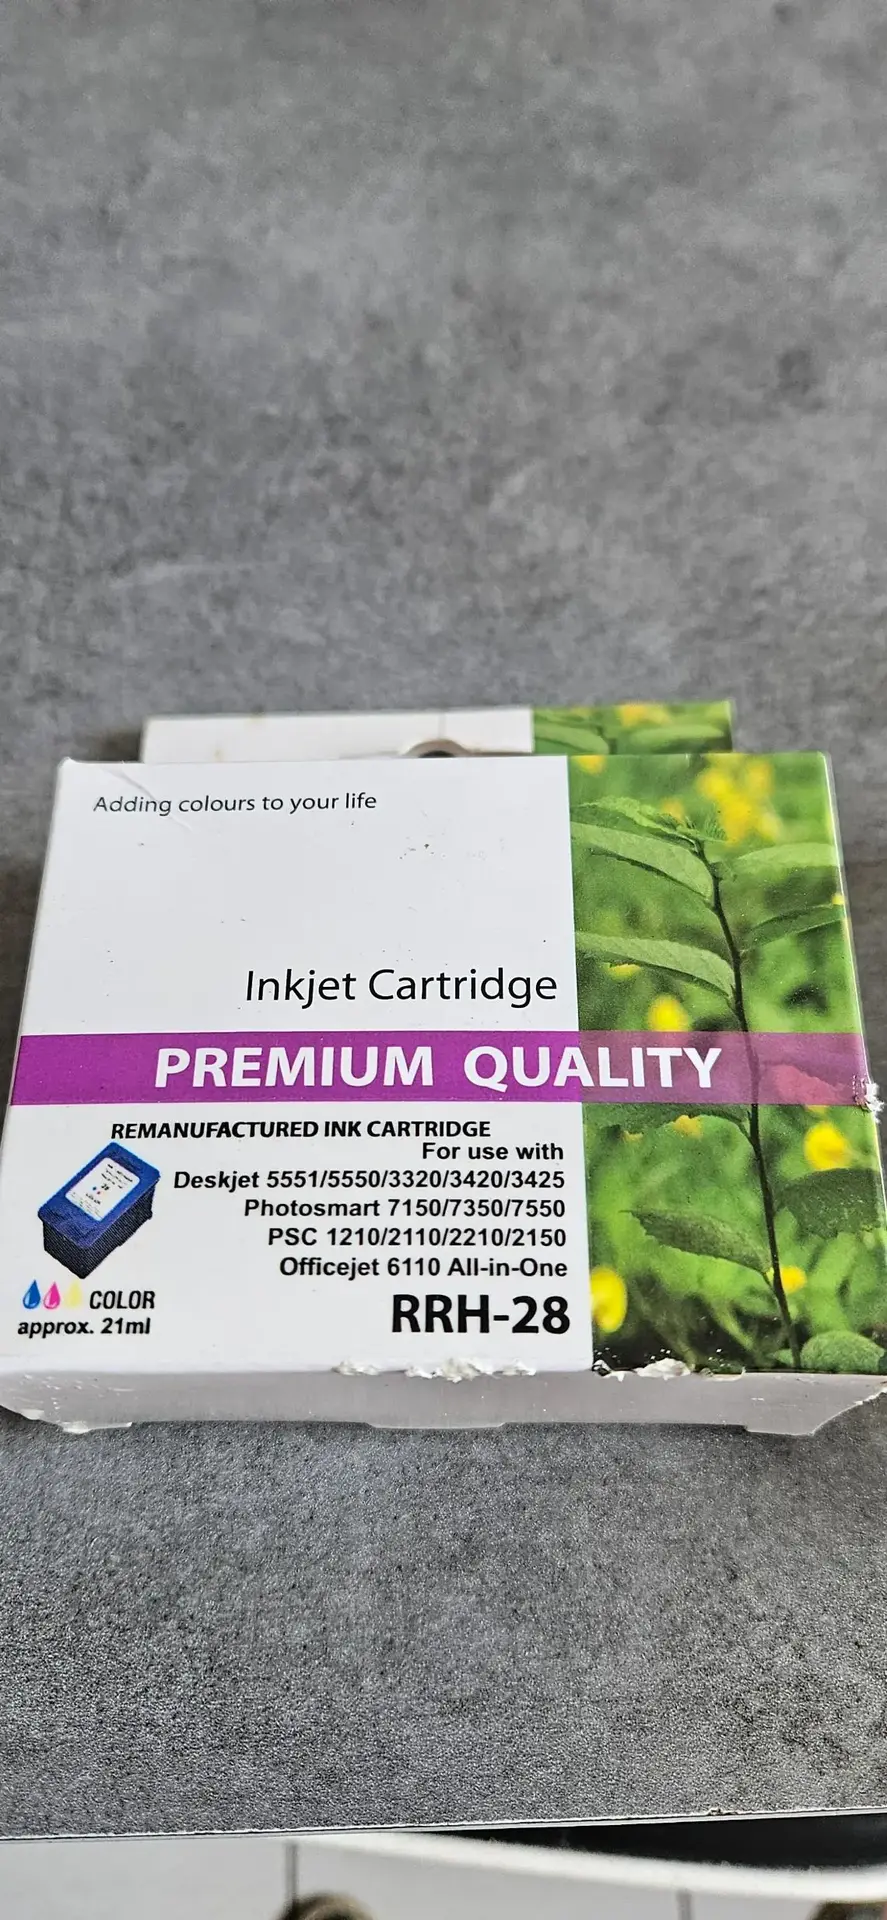 Adding colours to your life
Inkjet Cartridge
PREMIUM QUALITY
REMANUFACTURED INK CARTRIDGE
For use with
Deskjet 5551/5550/3320/3420/3425
Photosmart 7150/7350/7550
PSC 1210/2110/2210/2150
Officejet 6110 All-in-One
RRH-28
28
COLOR
approx. 21ml